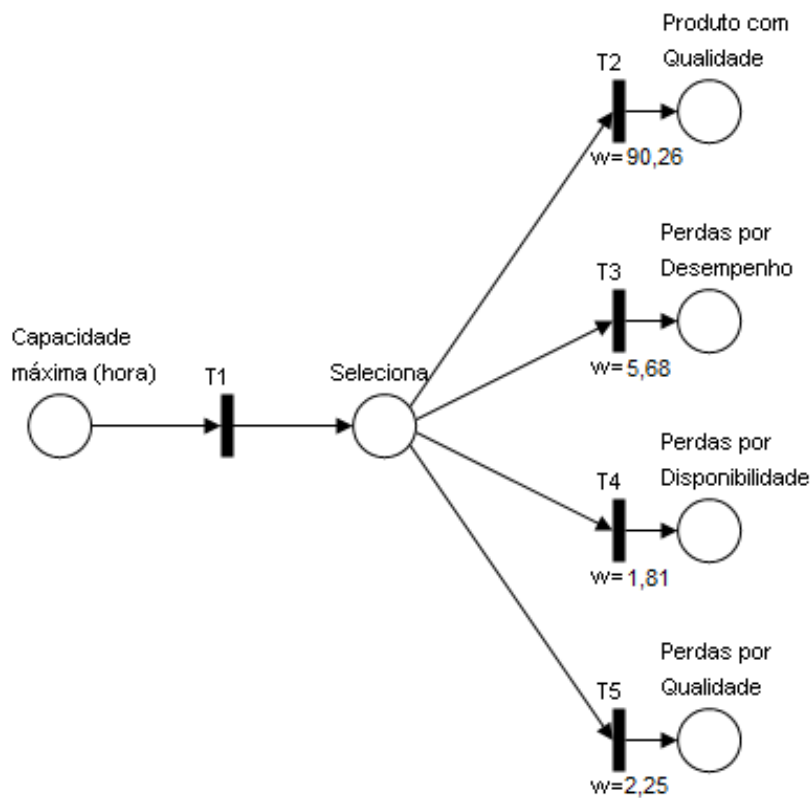 Produto com
Qualidade
T2
w=90,26
Perdas por
Desempenho
T3
w=5,68
Capacidade
máxima (hora)
T1
Seleciona
Perdas por
Disponibilidade
T4
w=1,81
Perdas por
Qualidade
T5
w=2,25